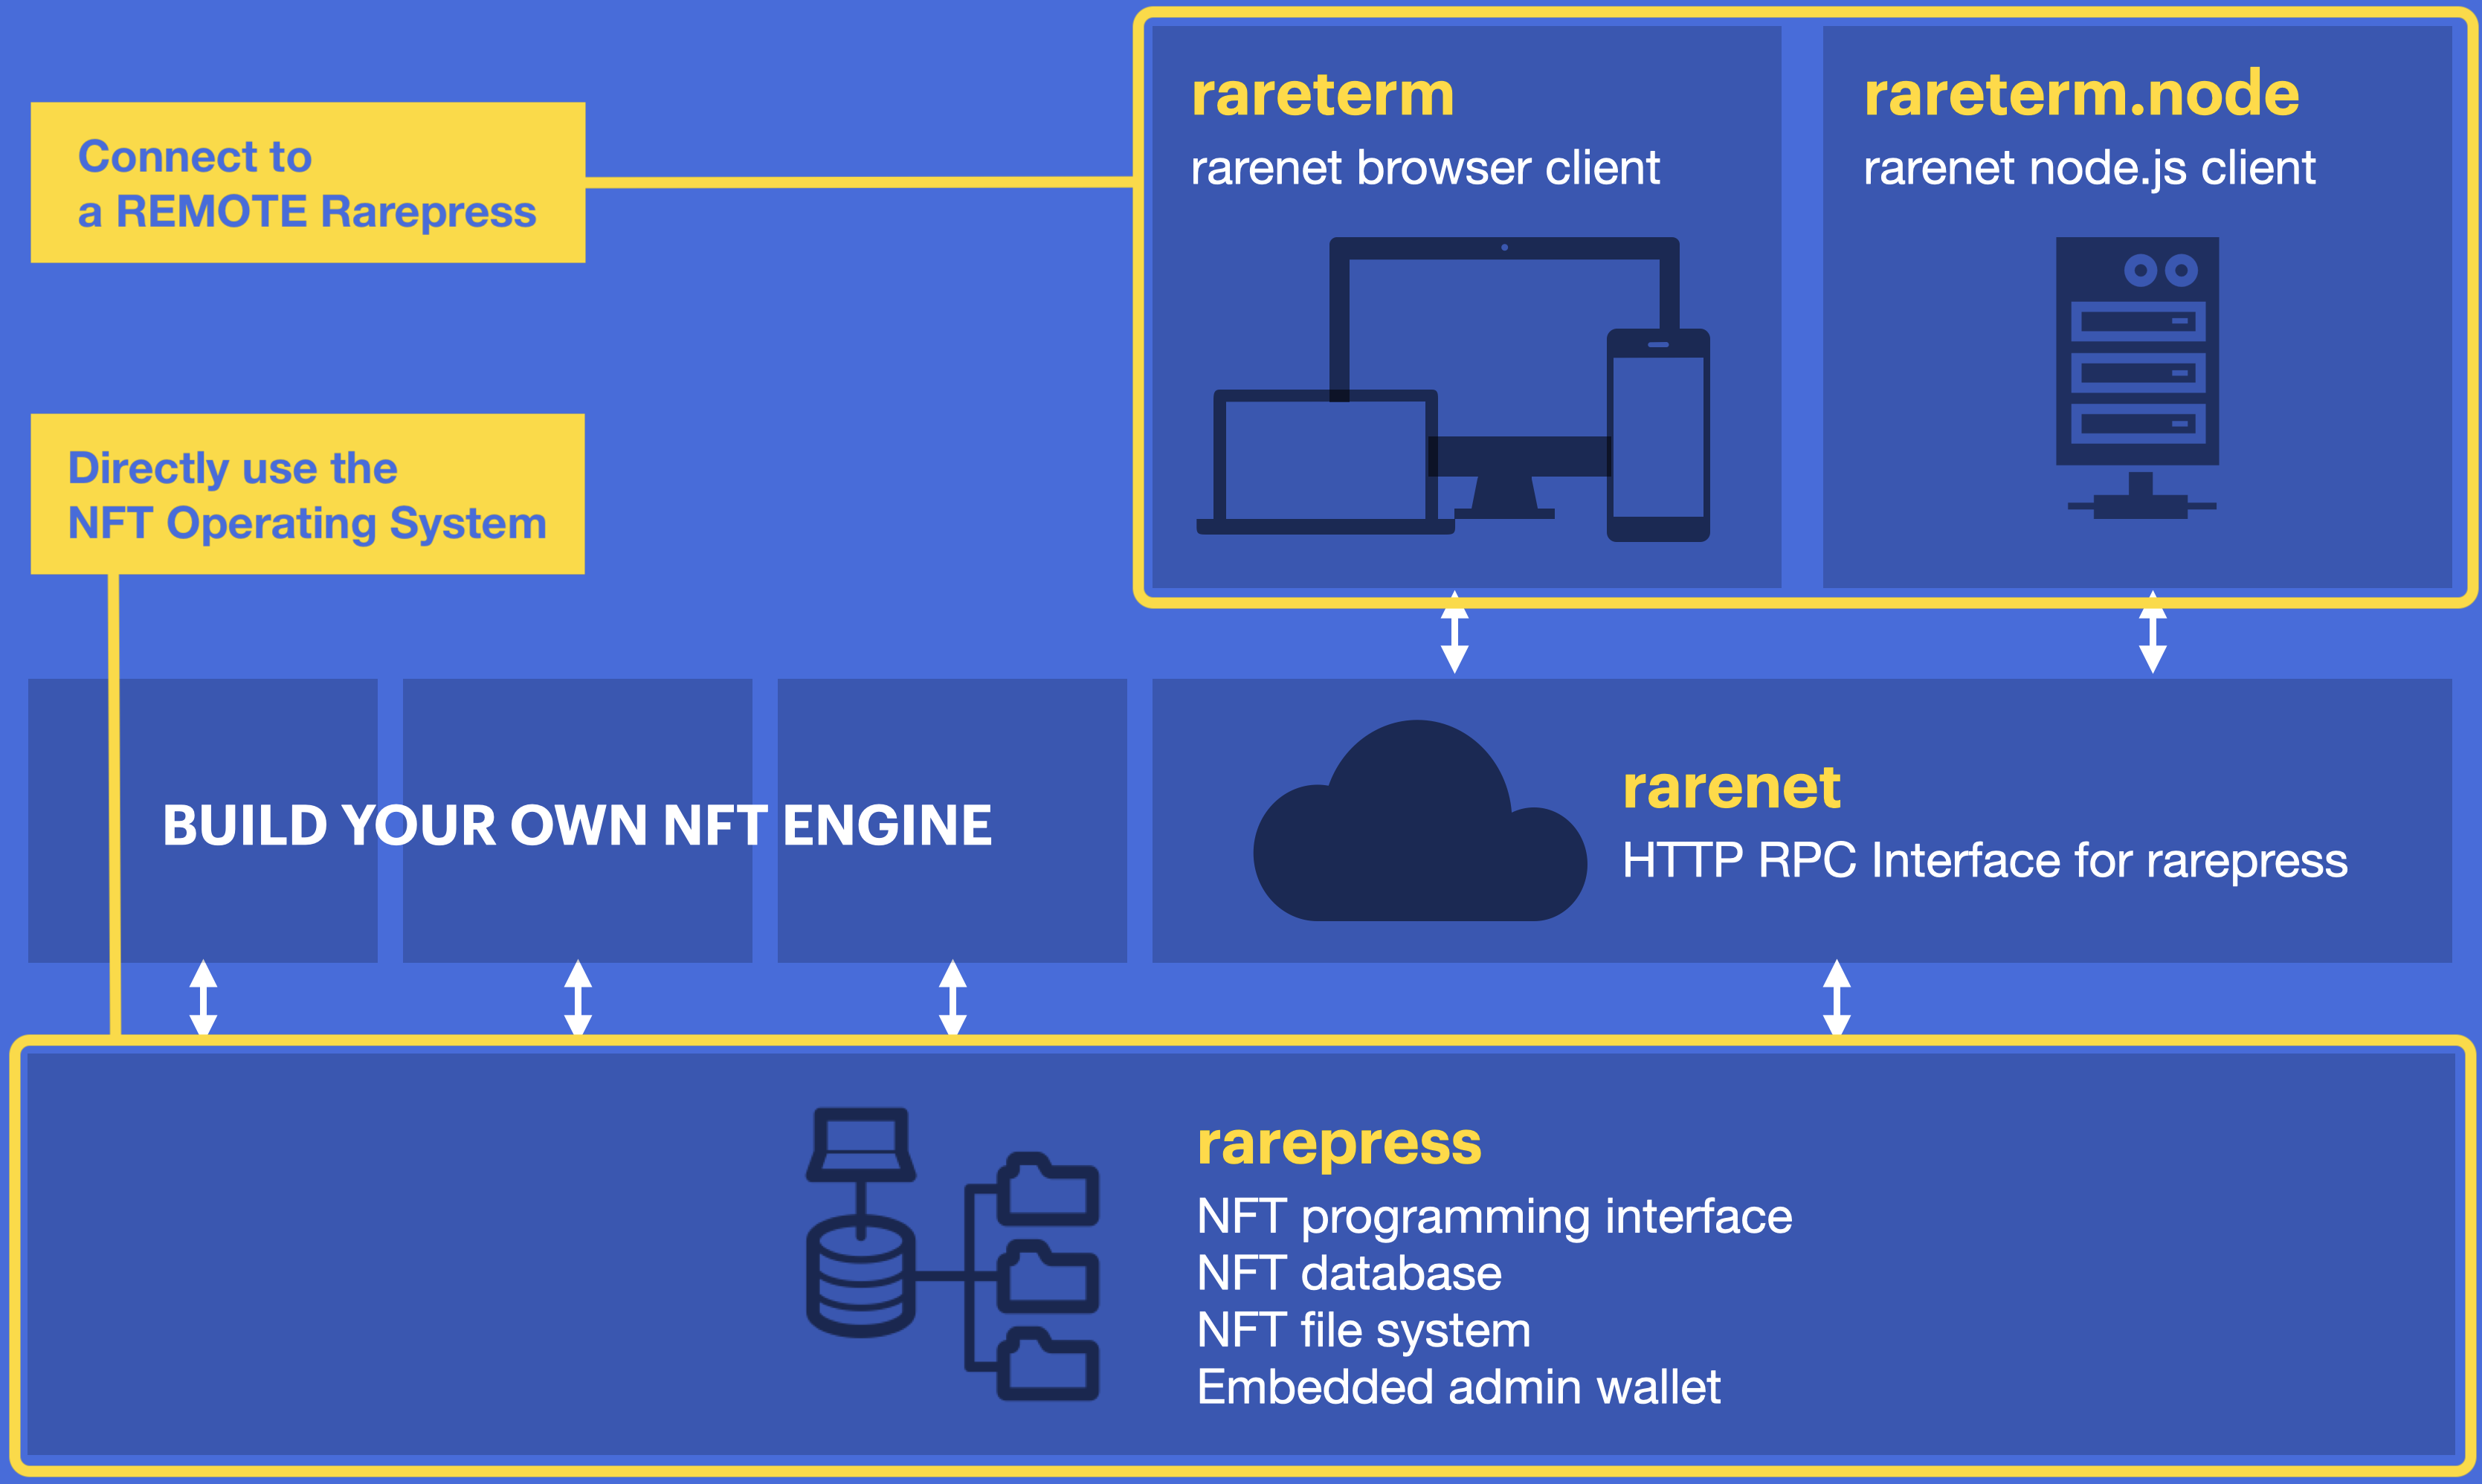 Connect to
a REMOTE Rarepress
rareterm
rarenet browser client
rareterm.node
rarenet node.js client
Directly use the
NFT Operating System
BUILD YOUR OWN NFT ENGINE
rarenet
HTTP RPC Interface for rarepress
rarepress
NFT programming interface
NFT database
NFT file system
Embedded admin wallet